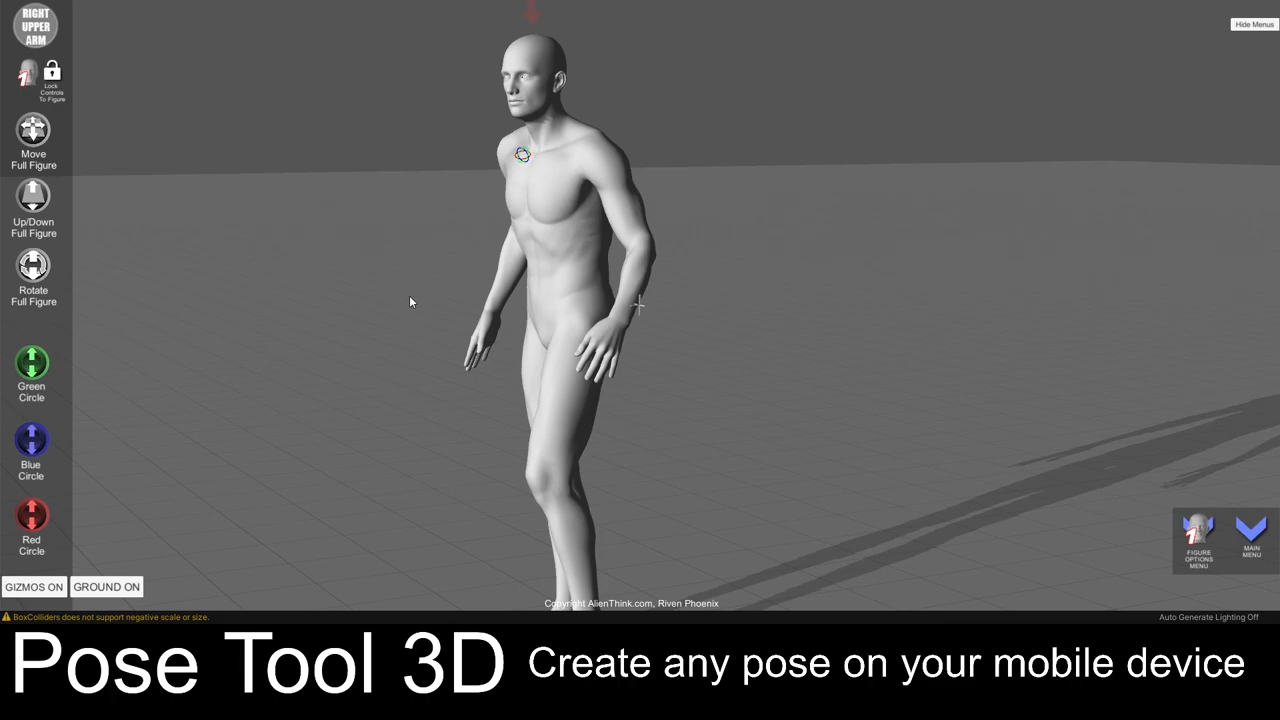 RIGHT
UPPER
ARM
Hide Menus
1
Lock
Controls
To Figure
Move
Full Figure
Up/Down
Full Figure
Rotate
Full Figure
Green
Circle
Blue
Circle
Red
Circle
1
FIGURE
OPTIONS
MENU
MAIN
MENU
GIZMOS ON
GROUND ON
Copyright AlienThink.com, Riven Phoenix
BoxColliders does not support negative scale or size.
Auto Generate Lighting Off
Pose Tool 3D
Create any pose on your mobile device